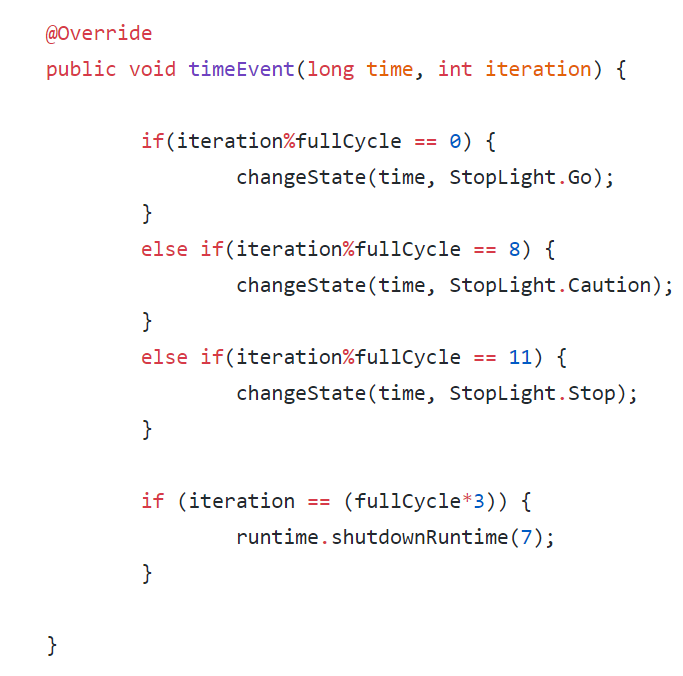 @Override
public void timeEvent(long time, int iteration) {
if(iteration%fullCycle == 0) {
changeState(time, StopLight.Go);
}
else if(iteration%fullCycle == 8) {
changeState(time, StopLight.Caution);
}
else if(iteration%fullCycle == 11) {
changeState(time, StopLight.Stop);
}
if (iteration == (fullCycle*3)) {
runtime.shutdownRuntime(7);
}
}